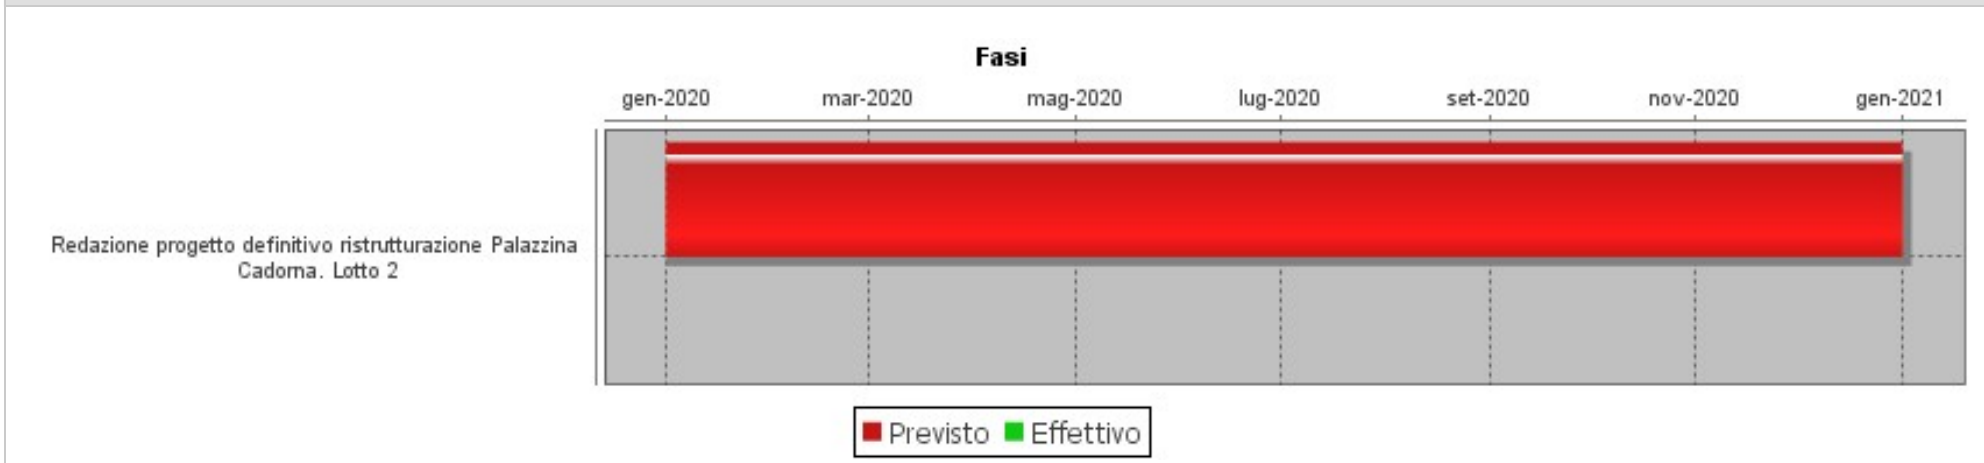 Fasi
gen-2020 mar-2020 mag-2020 lug-2020 set-2020 nov-2020 gen-2021
Redazione progetto definitivo ristrutturazione Palazzina
Cadorna. Lotto 2
Previsto Effettivo